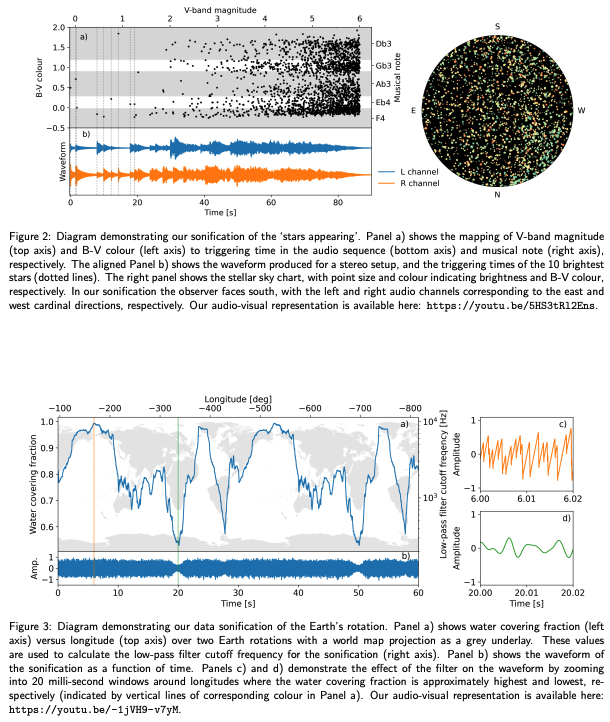 V-band magnitude
0 1 2 3 4 5 6
2.0
1.5
1.0
0.5
0.0
−0.5
B-V colour
a)
Db3
Gb3
Ab3
Eb4
F4
Musical note
b)
Waveform
0 20 40 60 80
Time [s]
L channel
R channel
S
E
W
N
Figure 2: Diagram demonstrating our sonification of the 'stars appearing'. Panel a) shows the mapping of V-band magnitude
(top axis) and B-V colour (left axis) to triggering time in the audio sequence (bottom axis) and musical note (right axis),
respectively. The aligned Panel b) shows the waveform produced for a stereo setup, and the triggering times of the 10 brightest
stars (dotted lines). The right panel shows the stellar sky chart, with point size and colour indicating brightness and B-V colour,
respectively. In our sonification the observer faces south, with the left and right audio channels corresponding to the east and
west cardinal directions, respectively. Our audio-visual representation is available here: https://youtu.be/5HS3tRl2Ens.
Longitude [deg]
−100 −200 −300 −400 −500 −600 −700 −800
1.0
0.9
0.8
0.7
0.6
Water covering fraction
a)
10⁴
10³
Low-pass filter cutoff freqency [Hz]
b)
1
0
−1
Amp.
0 10 20 30 40 50 60
Time [s]
c)
1
0
−1
Amplitude
6.00 6.01 6.02
d)
1
0
−1
Amplitude
20.00 20.01 20.02
Time [s]
Figure 3: Diagram demonstrating our data sonification of the Earth's rotation. Panel a) shows water covering fraction (left
axis) versus longitude (top axis) over two Earth rotations with a world map projection as a grey underlay. These values
are used to calculate the low-pass filter cutoff frequency for the sonification (right axis). Panel b) shows the waveform of
the sonification as a function of time. Panels c) and d) demonstrate the effect of the filter on the waveform by zooming
into 20 milli-second windows around longitudes where the water covering fraction is approximately highest and lowest, re-
spectively (indicated by vertical lines of corresponding colour in Panel a). Our audio-visual representation is available here:
https://youtu.be/-1jVH9-v7yM.